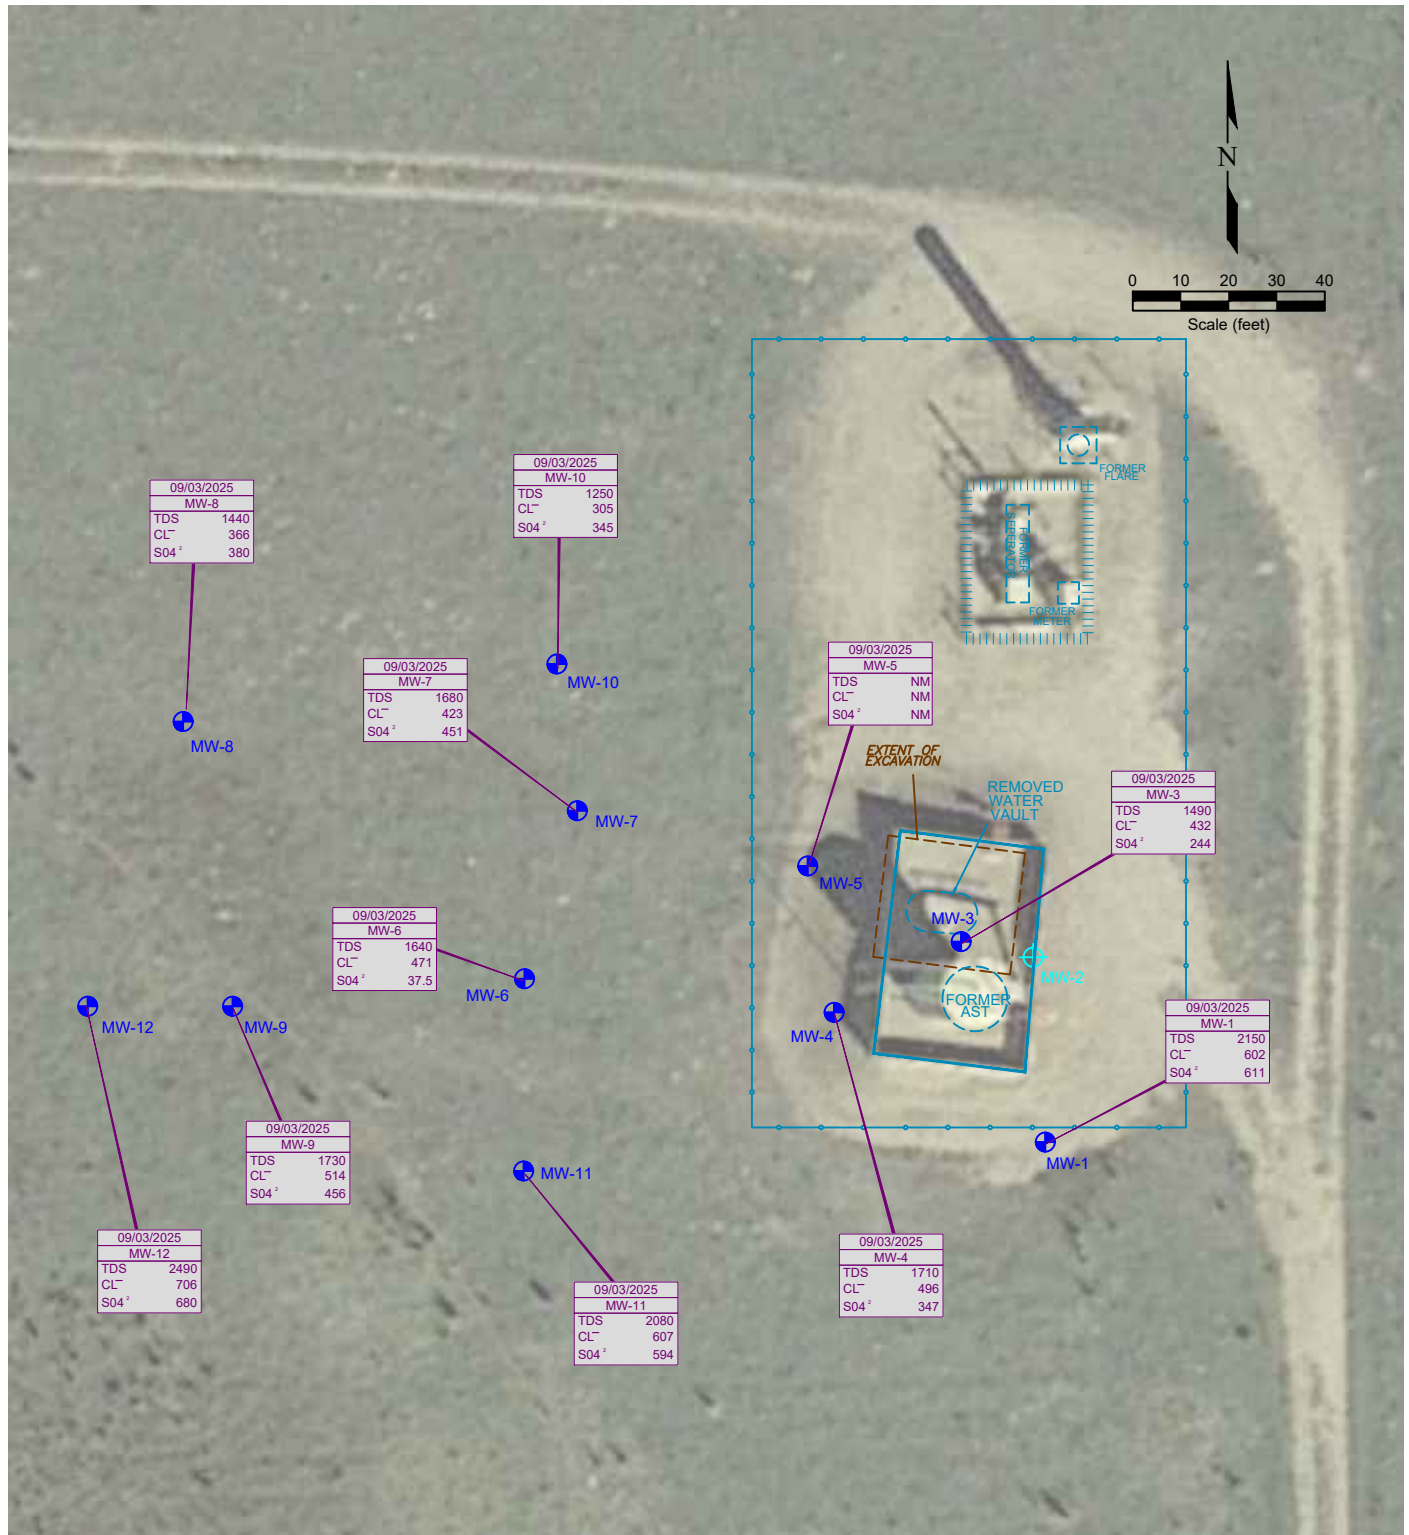 N
0 10 20 30 40
Scale (feet)
FORMER
FLARE
FORMER
SEPERATOR
FORMER
METER
09/03/2025
MW-10
TDS 1250
CL⁻ 305
S04² 345
MW-10
09/03/2025
MW-8
TDS 1440
CL⁻ 366
S04² 380
MW-8
09/03/2025
MW-7
TDS 1680
CL⁻ 423
S04² 451
MW-7
09/03/2025
MW-5
TDS NM
CL⁻ NM
S04² NM
MW-5
EXTENT OF
EXCAVATION
REMOVED
WATER
VAULT
09/03/2025
MW-3
TDS 1490
CL⁻ 432
S04² 244
MW-3
MW-2
FORMER
AST
09/03/2025
MW-6
TDS 1640
CL⁻ 471
S04² 37.5
MW-6
MW-12
MW-9
MW-4
09/03/2025
MW-1
TDS 2150
CL⁻ 602
S04² 611
MW-1
09/03/2025
MW-9
TDS 1730
CL⁻ 514
S04² 456
MW-11
09/03/2025
MW-12
TDS 2490
CL⁻ 706
S04² 680
09/03/2025
MW-4
TDS 1710
CL⁻ 496
S04² 347
09/03/2025
MW-11
TDS 2080
CL⁻ 607
S04² 594